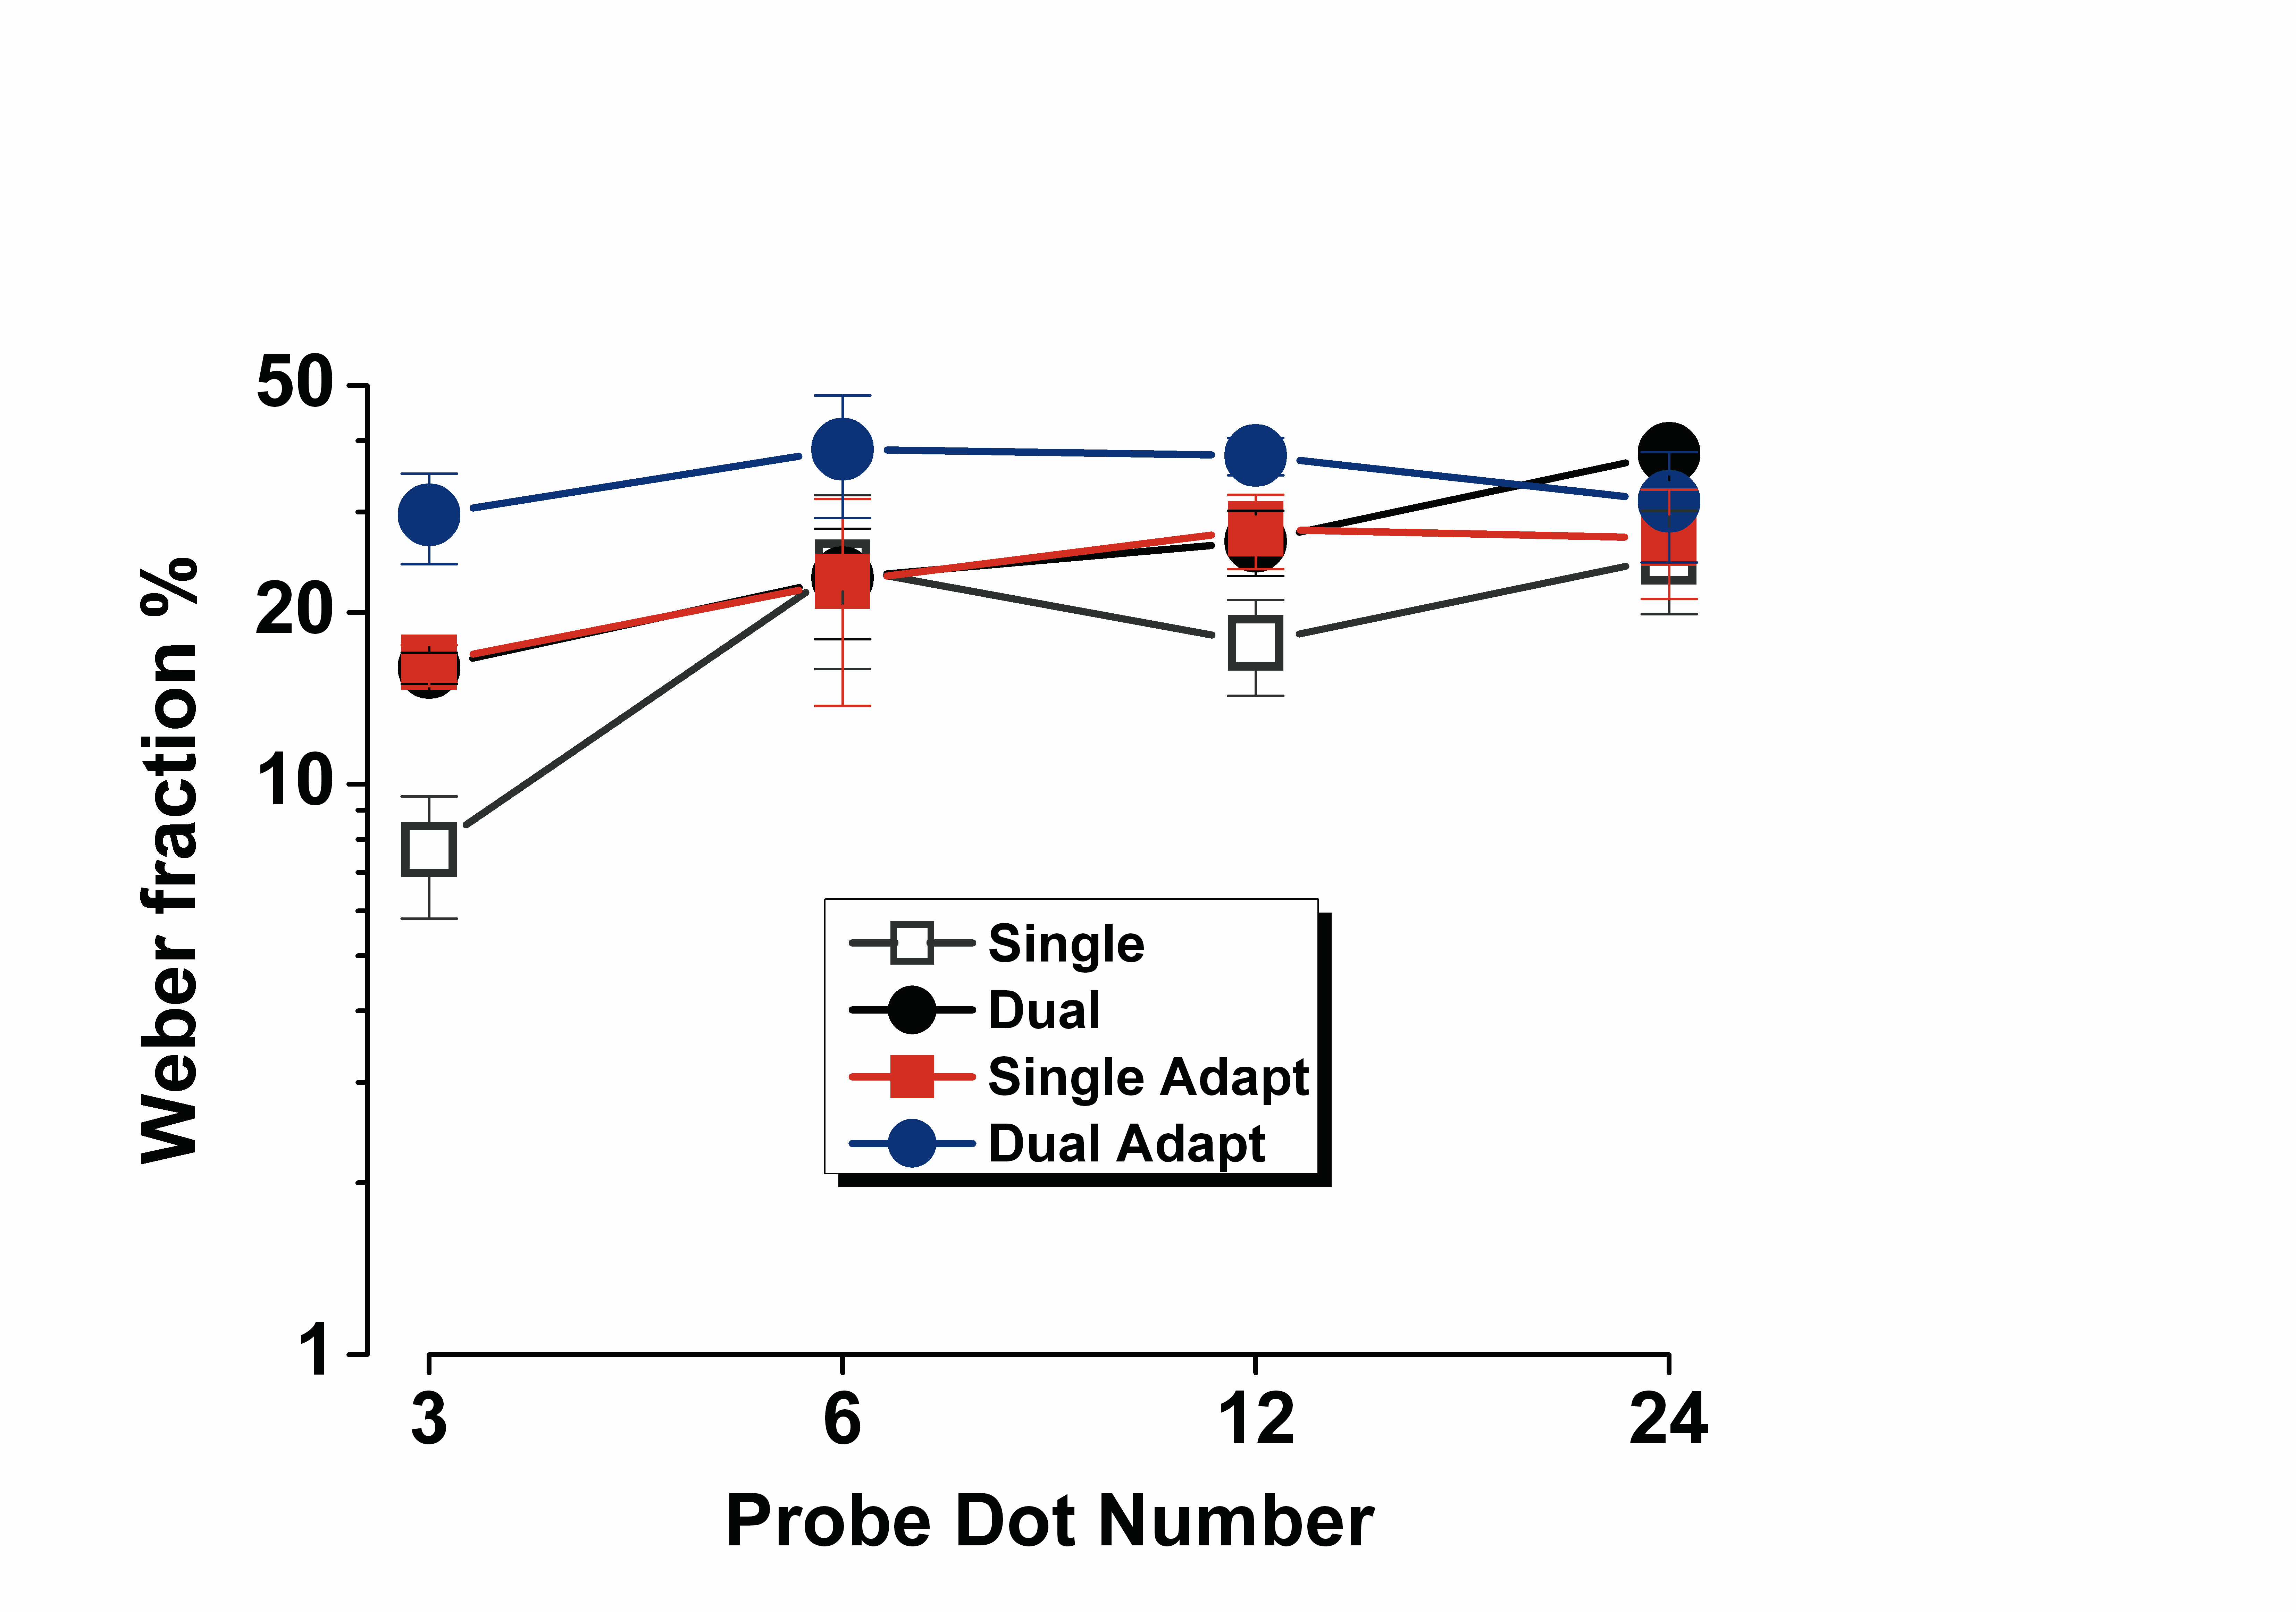 50
20
10
1
Weber fraction %
Single
Dual
Single Adapt
Dual Adapt
3 6 12 24
Probe Dot Number